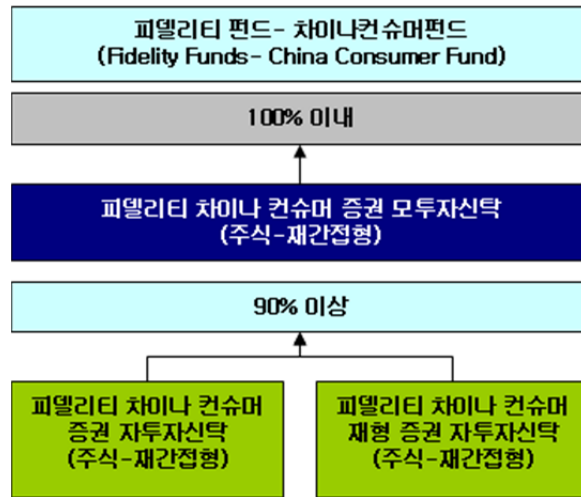 피델리티 펀드- 차이나컨슈머펀드
(Fidelity Funds- China Consumer Fund)
100% 이내
피델리티 차이나 컨슈머 증권 모투자신탁
(주식-재간접형)
90% 이상
피델리티 차이나 컨슈머
증권 자투자신탁
(주식-재간접형)
피델리티 차이나 컨슈머
재형 증권 자투자신탁
(주식-재간접형)